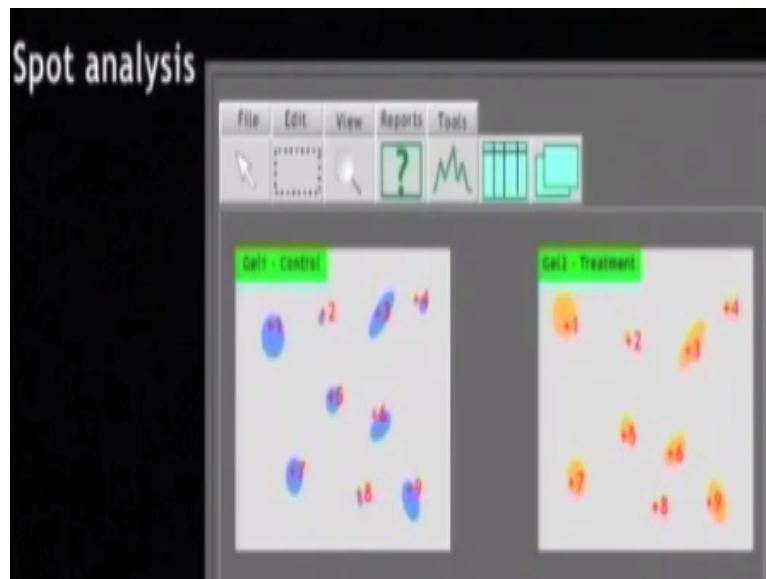 Spot analysis
File Edit View Reports Tools
?
Gel1 - Control
Gel2 - Treatment
+1 +2 +3 +4
+5 +6
+7 +8 +9
+1 +2 +3 +4
+5 +6
+7 +8 +9